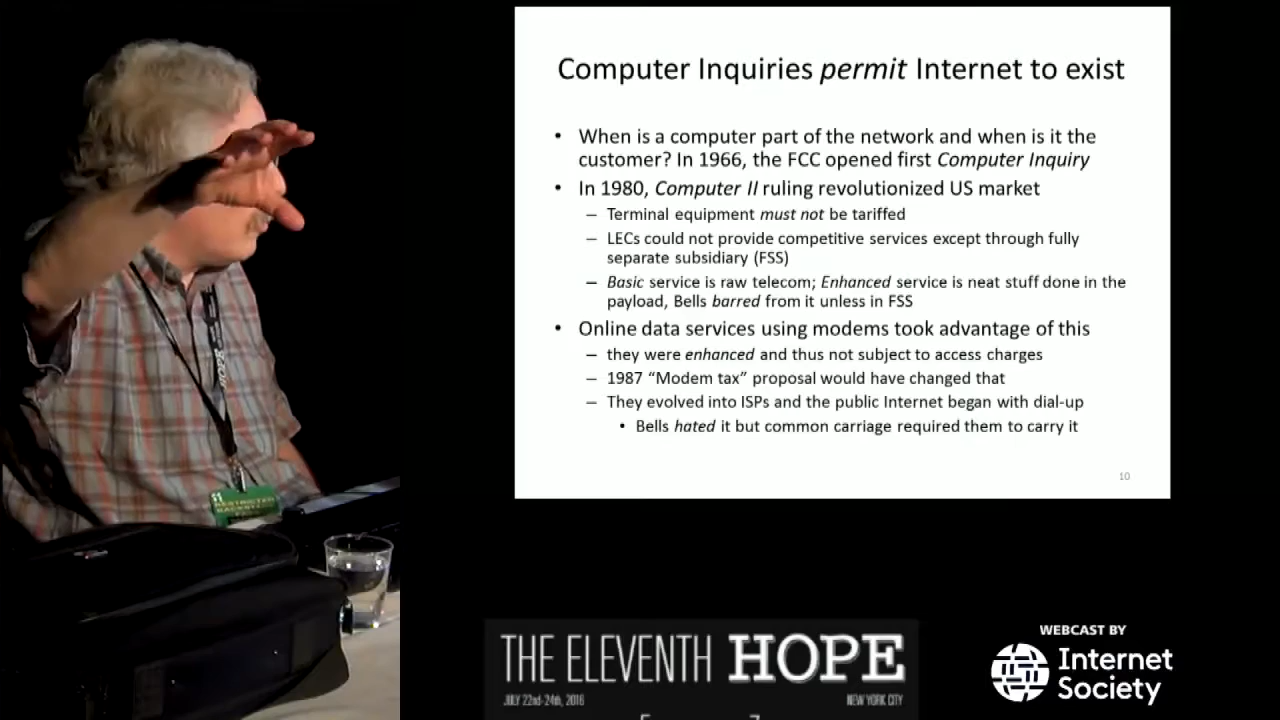 Computer Inquiries permit Internet to exist
• When is a computer part of the network and when is it the
customer? In 1966, the FCC opened first Computer Inquiry
• In 1980, Computer II ruling revolutionized US market
– Terminal equipment must not be tariffed
– LECs could not provide competitive services except through fully
separate subsidiary (FSS)
– Basic service is raw telecom; Enhanced service is neat stuff done in the
payload, Bells barred from it unless in FSS
• Online data services using modems took advantage of this
– they were enhanced and thus not subject to access charges
– 1987 “Modem tax” proposal would have changed that
– They evolved into ISPs and the public Internet began with dial-up
• Bells hated it but common carriage required them to carry it
10
HOPE
RESTRICTED
BACKSTAGE
THE ELEVENTH HOPE
JULY 22nd-24th, 2016
NEW YORK CITY
WEBCAST BY
Internet
Society